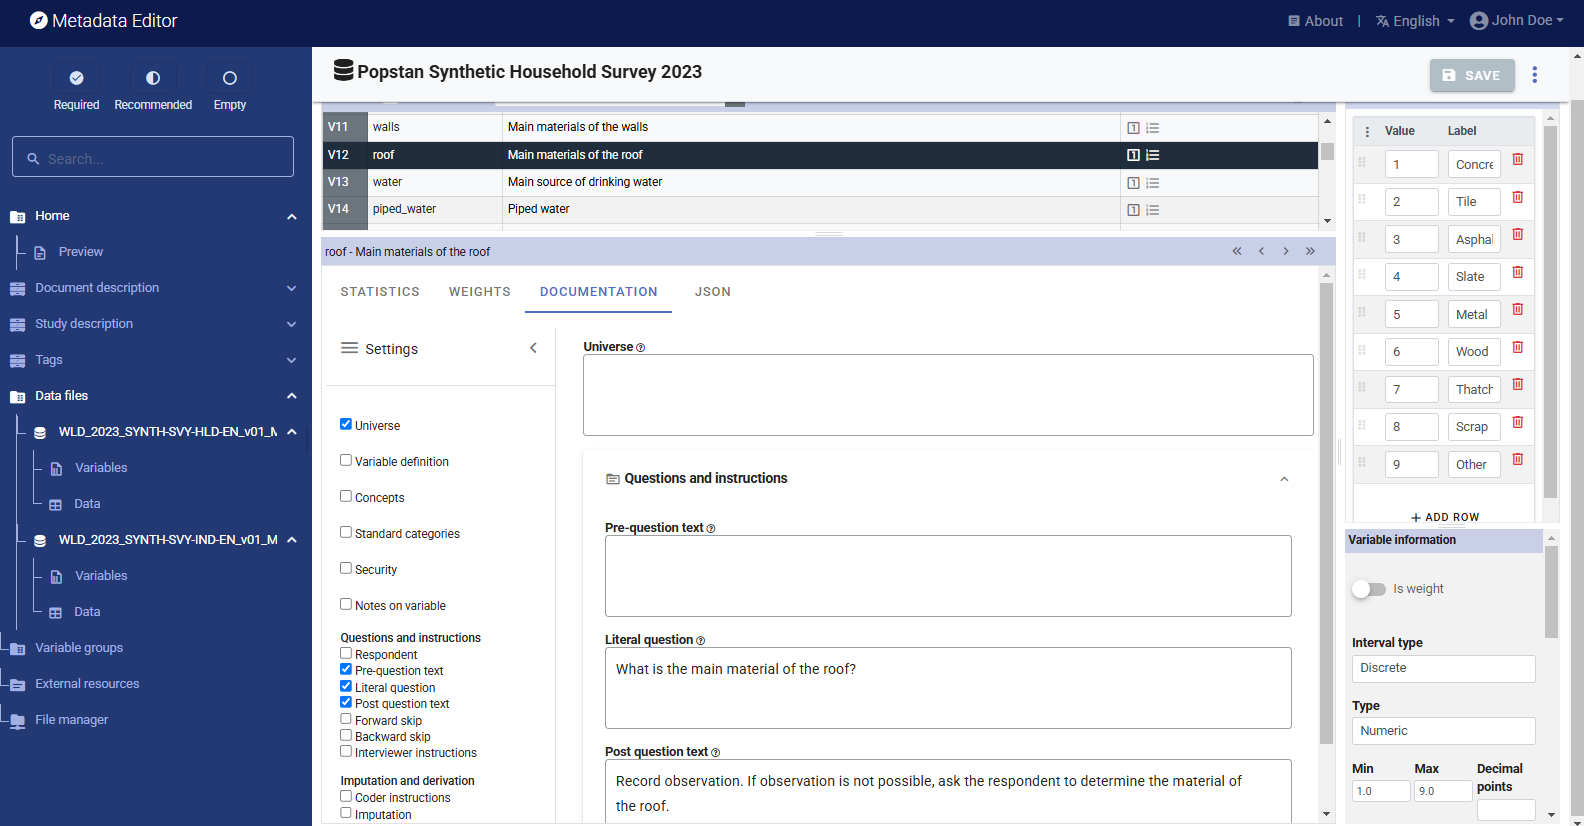 Metadata Editor
About | English John Doe
Required Recommended Empty
Search...
Home
Preview
Document description
Study description
Tags
Data files
WLD_2023_SYNTH-SVY-HLD-EN_v01_M
Variables
Data
WLD_2023_SYNTH-SVY-IND-EN_v01_M
Variables
Data
Variable groups
External resources
File manager
Popstan Synthetic Household Survey 2023
SAVE
V11 walls Main materials of the walls
V12 roof Main materials of the roof
V13 water Main source of drinking water
V14 piped_water Piped water
roof - Main materials of the roof
STATISTICS WEIGHTS DOCUMENTATION JSON
Settings
Universe
Variable definition
Concepts
Standard categories
Security
Notes on variable
Questions and instructions
Respondent
Pre-question text
Literal question
Post question text
Forward skip
Backward skip
Interviewer instructions
Imputation and derivation
Coder instructions
Imputation
Universe
Questions and instructions
Pre-question text
Literal question
What is the main material of the roof?
Post question text
Record observation. If observation is not possible, ask the respondent to determine the material of
the roof.
Value Label
1 Concre
2 Tile
3 Asphal
4 Slate
5 Metal
6 Wood
7 Thatch
8 Scrap
9 Other
+ ADD ROW
Variable information
Is weight
Interval type
Discrete
Type
Numeric
Min Max Decimal
points
1.0 9.0